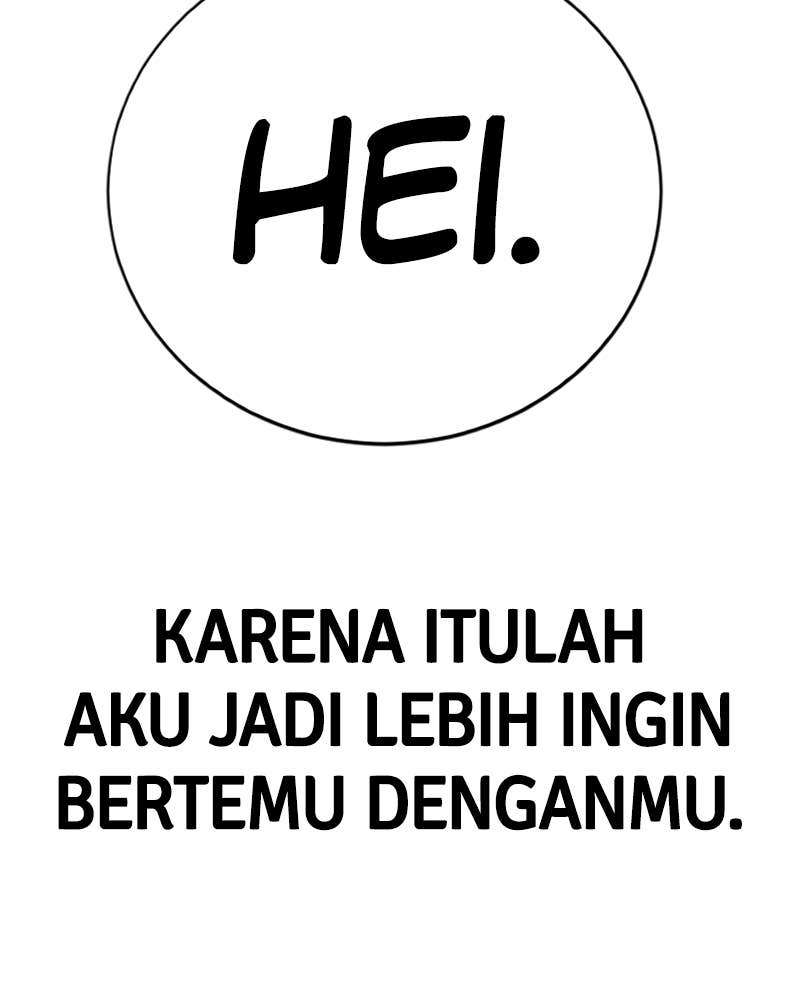 HEI.
KARENA ITULAH
AKU JADI LEBIH INGIN
BERTEMU DENGANMU.